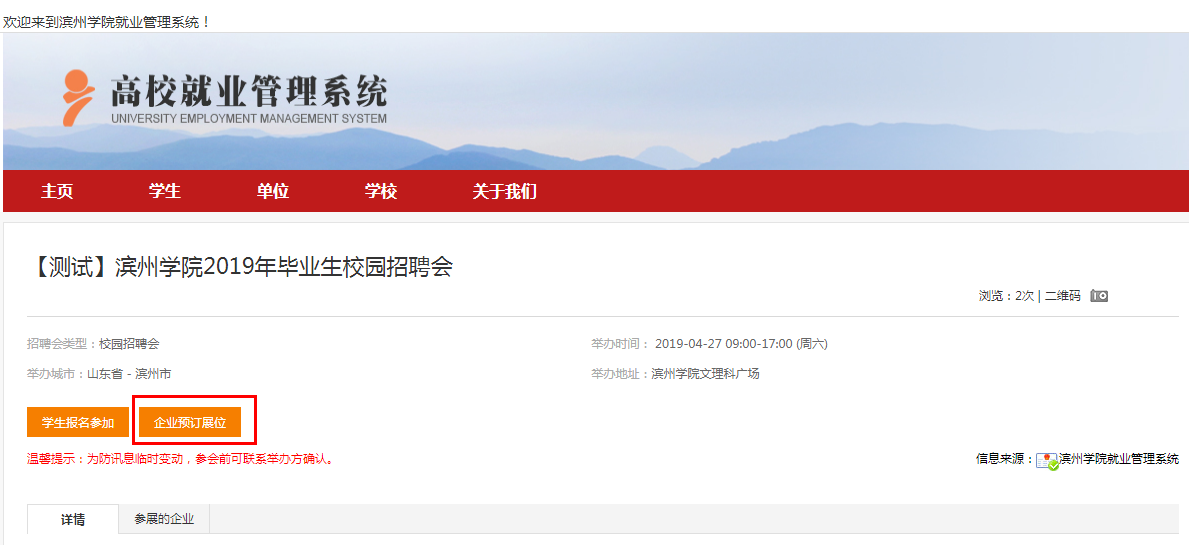 欢迎来到滨州学院就业管理系统！
高校就业管理系统
UNIVERSITY EMPLOYMENT MANAGEMENT SYSTEM
主页 学生 单位 学校 关于我们
【测试】滨州学院2019年毕业生校园招聘会
浏览：2次 | 二维码
招聘会类型：校园招聘会 举办时间： 2019-04-27 09:00-17:00 (周六)
举办城市：山东省 - 滨州市 举办地址：滨州学院文理科广场
学生报名参加 企业预订展位
温馨提示：为防讯息临时变动，参会前可联系举办方确认。 信息来源：滨州学院就业管理系统
详情 参展的企业